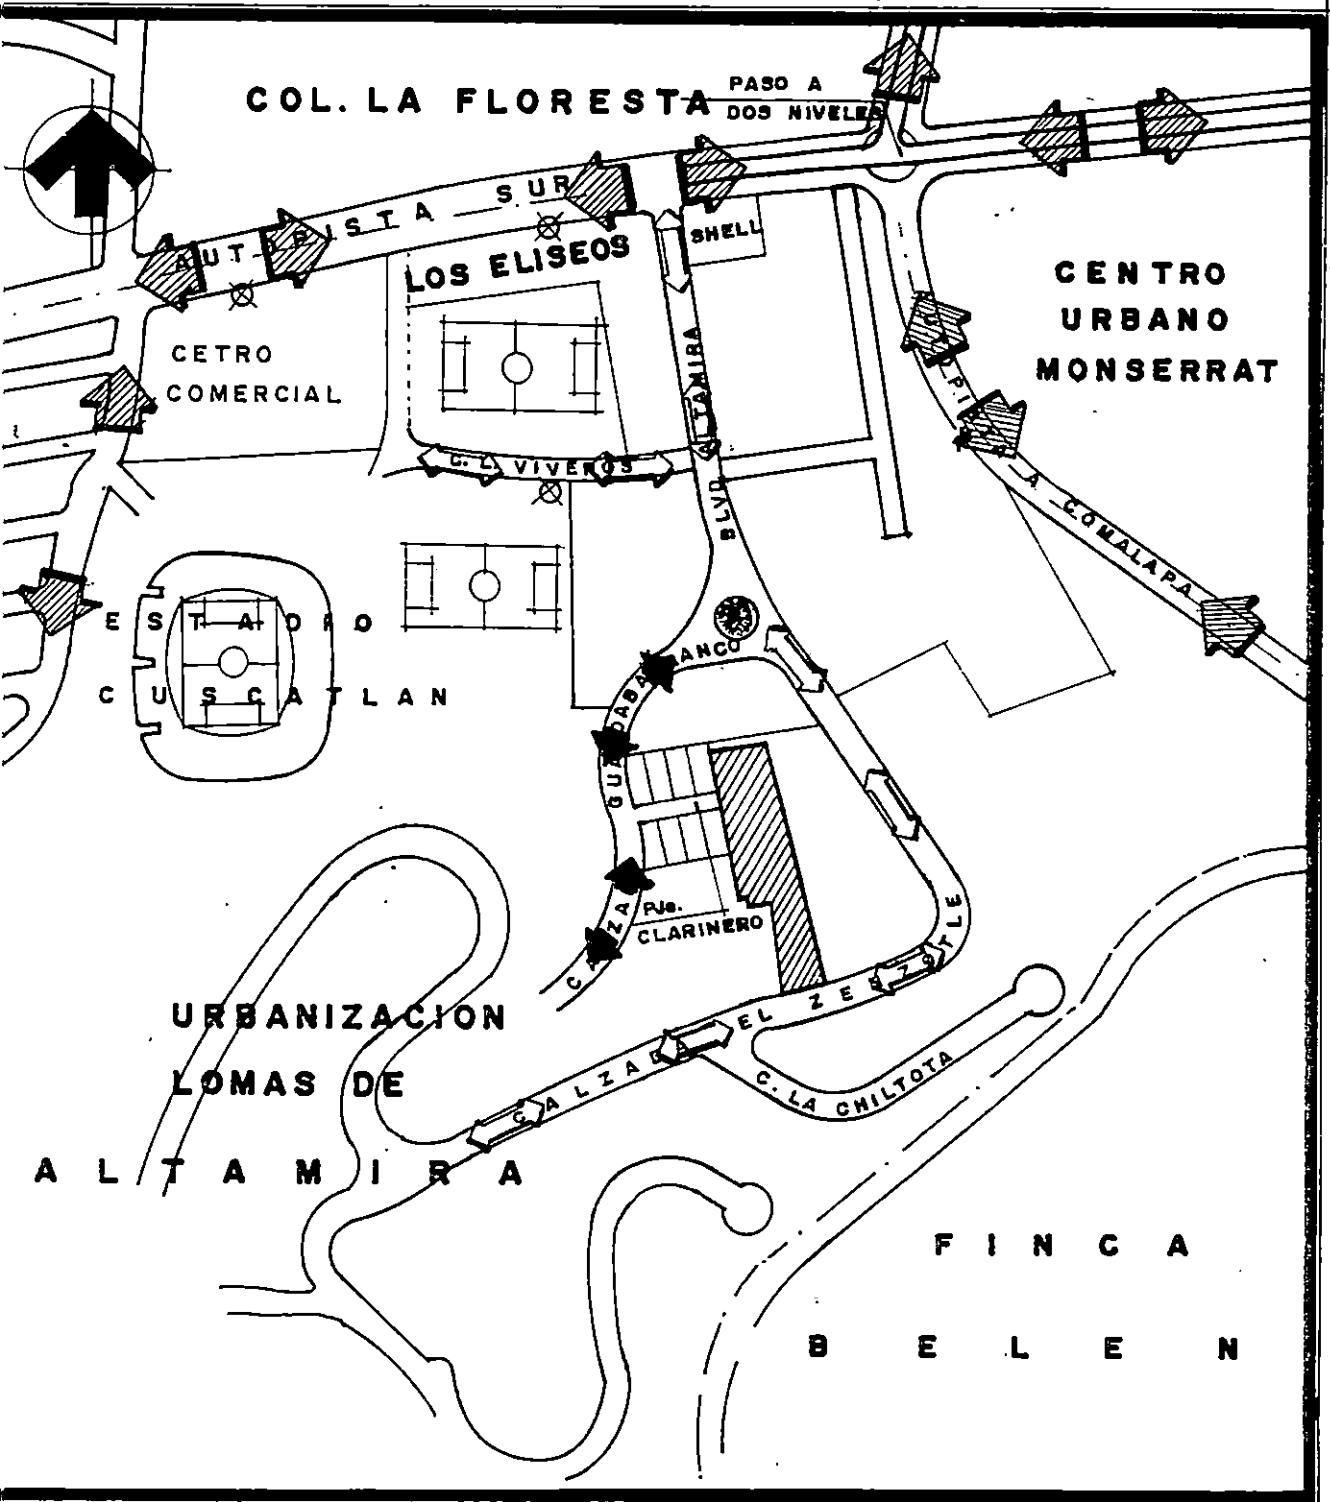 COL. LA FLORESTA
PASO A
DOS NIVELES
AUTOPISTA SUR
SHELL
LOS ELISEOS
CENTRO
URBANO
MONSERRAT
CETRO
COMERCIAL
BLVD ALTAMIRA
C. L. VIVEROS
A COMALAPA
ESTADIO
CUSCATLAN
Pje.
CLARINERO
CALZADA EL ZENZOTLE
C. LA CHILTOTA
URBANIZACION
LOMAS DE
ALTAMIRA
FINCA
BELEN